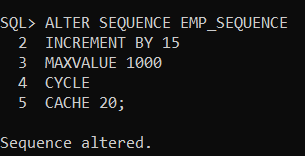 SQL> ALTER SEQUENCE EMP_SEQUENCE
2 INCREMENT BY 15
3 MAXVALUE 1000
4 CYCLE
5 CACHE 20;
Sequence altered.